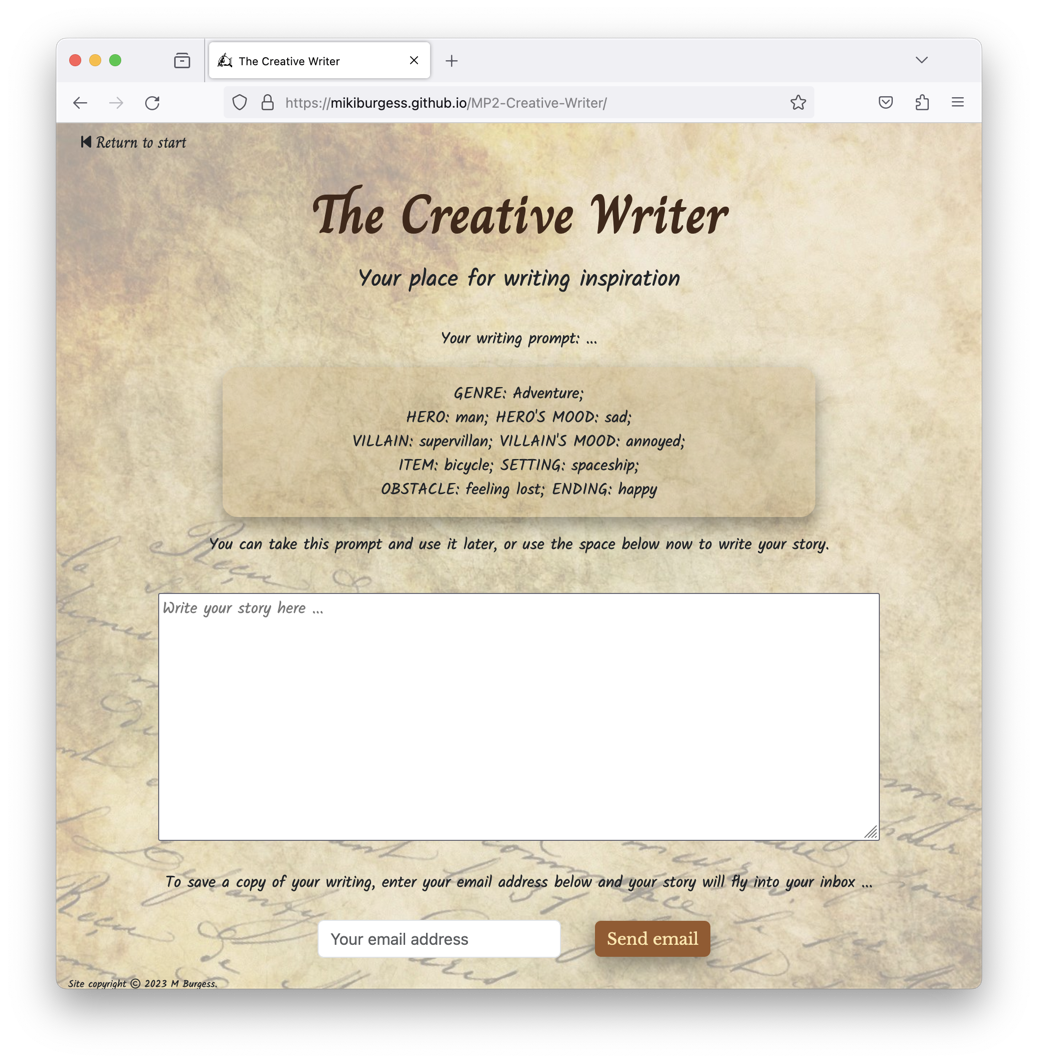 The Creative Writer
https://mikiburgess.github.io/MP2-Creative-Writer/
Return to start
The Creative Writer
Your place for writing inspiration
Your writing prompt: ...
GENRE: Adventure;
HERO: man; HERO'S MOOD: sad;
VILLAIN: supervillan; VILLAIN'S MOOD: annoyed;
ITEM: bicycle; SETTING: spaceship;
OBSTACLE: feeling lost; ENDING: happy
You can take this prompt and use it later, or use the space below now to write your story.
Write your story here ...
To save a copy of your writing, enter your email address below and your story will fly into your inbox ...
Your email address
Send email
Site copyright © 2023 M Burgess.